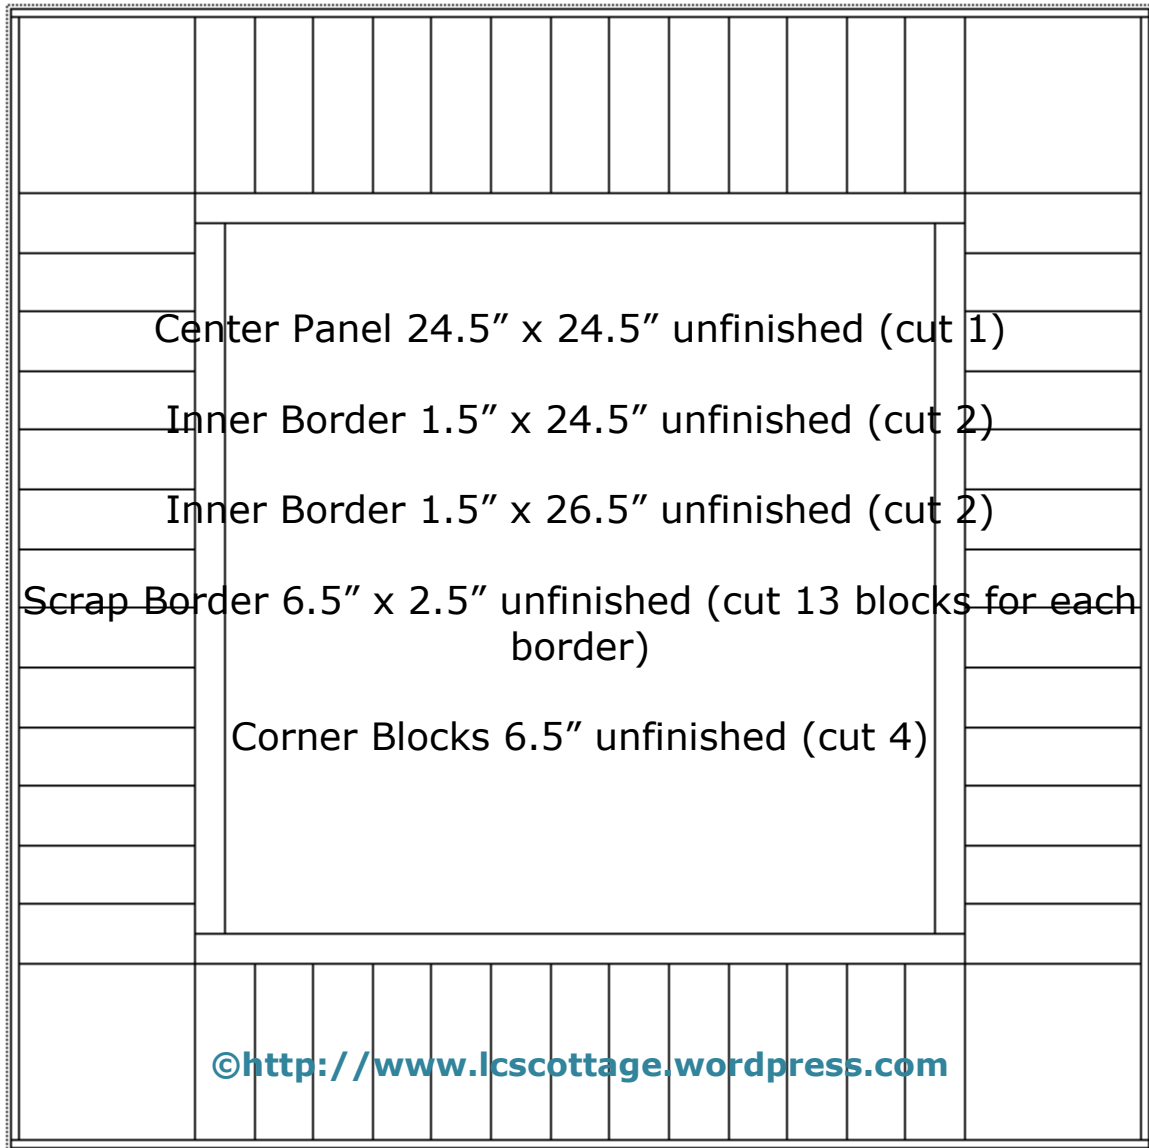 Center Panel 24.5” x 24.5” unfinished (cut 1)
Inner Border 1.5” x 24.5” unfinished (cut 2)
Inner Border 1.5” x 26.5” unfinished (cut 2)
Scrap Border 6.5” x 2.5” unfinished (cut 13 blocks for each
border)
Corner Blocks 6.5” unfinished (cut 4)
©http://www.lcscottage.wordpress.com